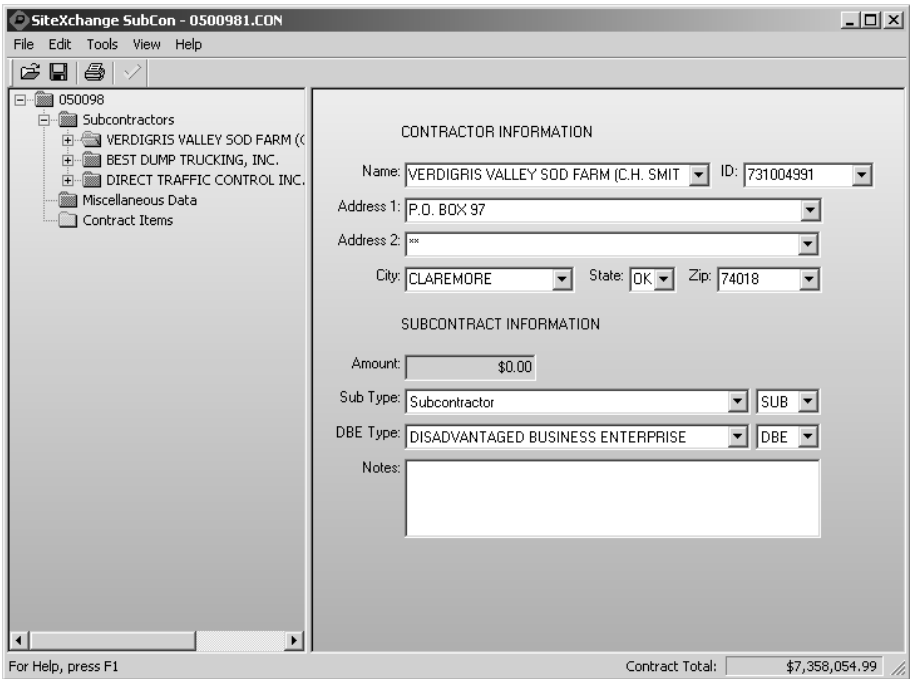 SiteXchange SubCon - 0500981.CON
File Edit Tools View Help
050098
Subcontractors
VERDIGRIS VALLEY SOD FARM (C
BEST DUMP TRUCKING, INC.
DIRECT TRAFFIC CONTROL INC.
Miscellaneous Data
Contract Items
CONTRACTOR INFORMATION
Name: VERDIGRIS VALLEY SOD FARM (C.H. SMIT ID: 731004991
Address 1: P.O. BOX 97
Address 2: **
City: CLAREMORE State: OK Zip: 74018
SUBCONTRACT INFORMATION
Amount: $0.00
Sub Type: Subcontractor SUB
DBE Type: DISADVANTAGED BUSINESS ENTERPRISE DBE
Notes:
For Help, press F1 Contract Total: $7,358,054.99